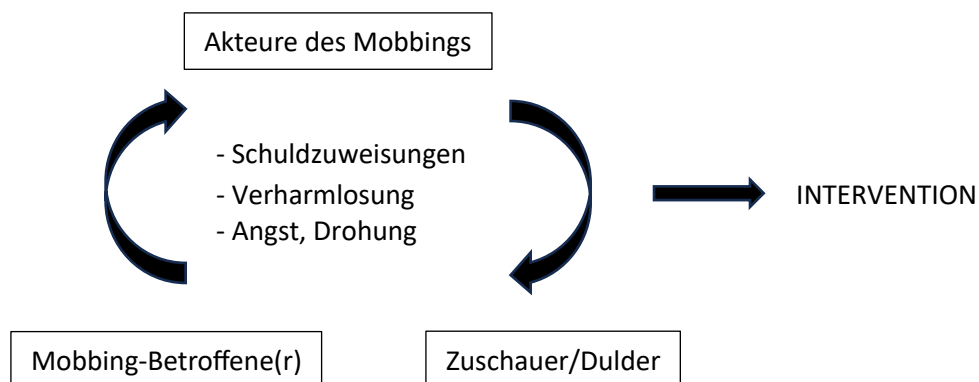 Akteure des Mobbings
- Schuldzuweisungen
- Verharmlosung
- Angst, Drohung
INTERVENTION
Mobbing-Betroffene(r)
Zuschauer/Dulder